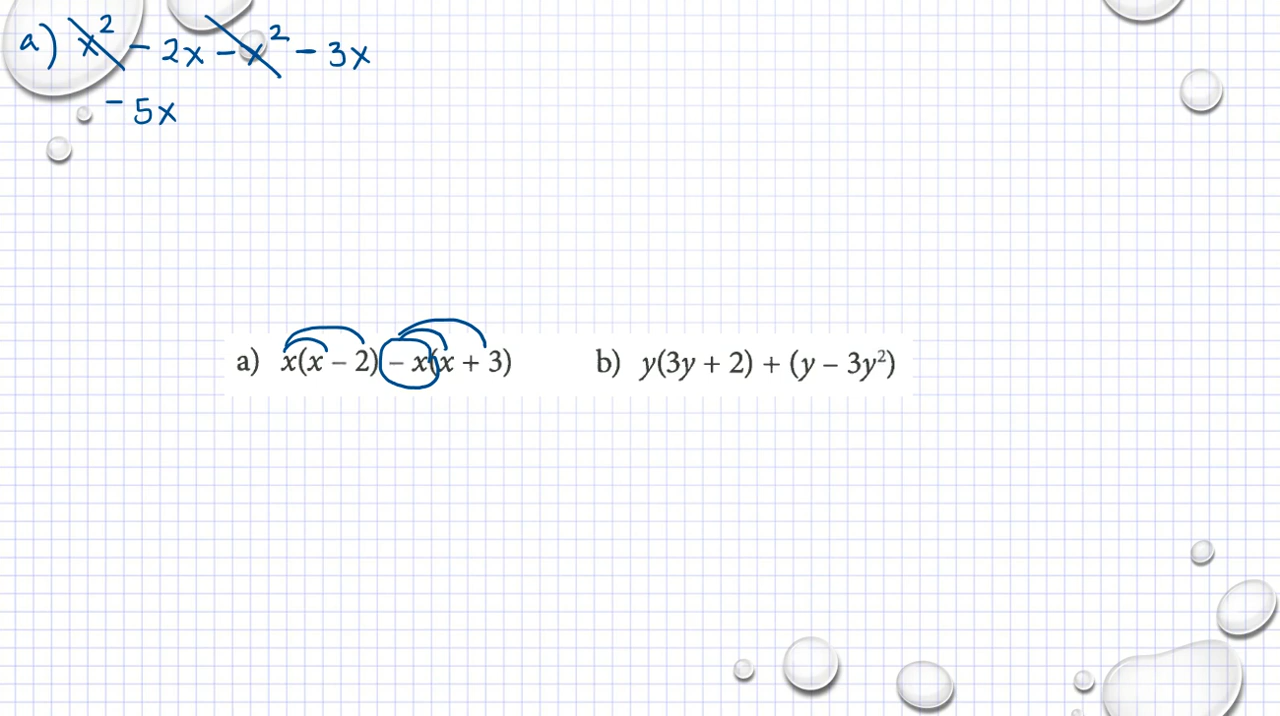 a) x² - 2x - x² - 3x
- 5x
a) x(x – 2) – x(x + 3) b) y(3y + 2) + (y – 3y²)